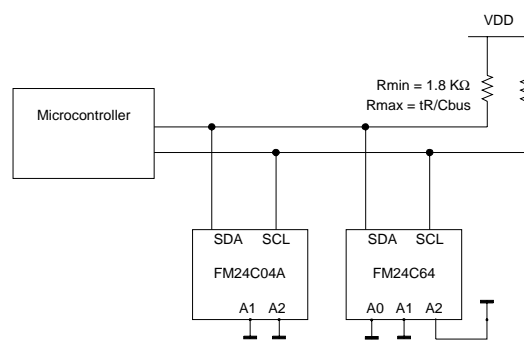 VDD
Rmin = 1.8 KΩ
Rmax = tR/Cbus
Microcontroller
SDA SCL
FM24C04A
A1 A2
SDA SCL
FM24C64
A0 A1 A2